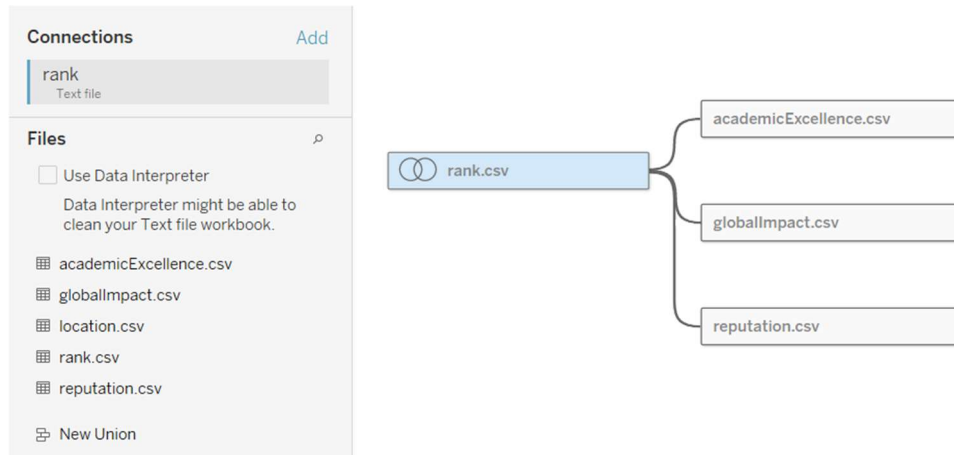 Connections
Add
rank
Text file
Files
Use Data Interpreter
Data Interpreter might be able to
clean your Text file workbook.
academicExcellence.csv
globalImpact.csv
location.csv
rank.csv
reputation.csv
New Union
rank.csv
academicExcellence.csv
globalImpact.csv
reputation.csv